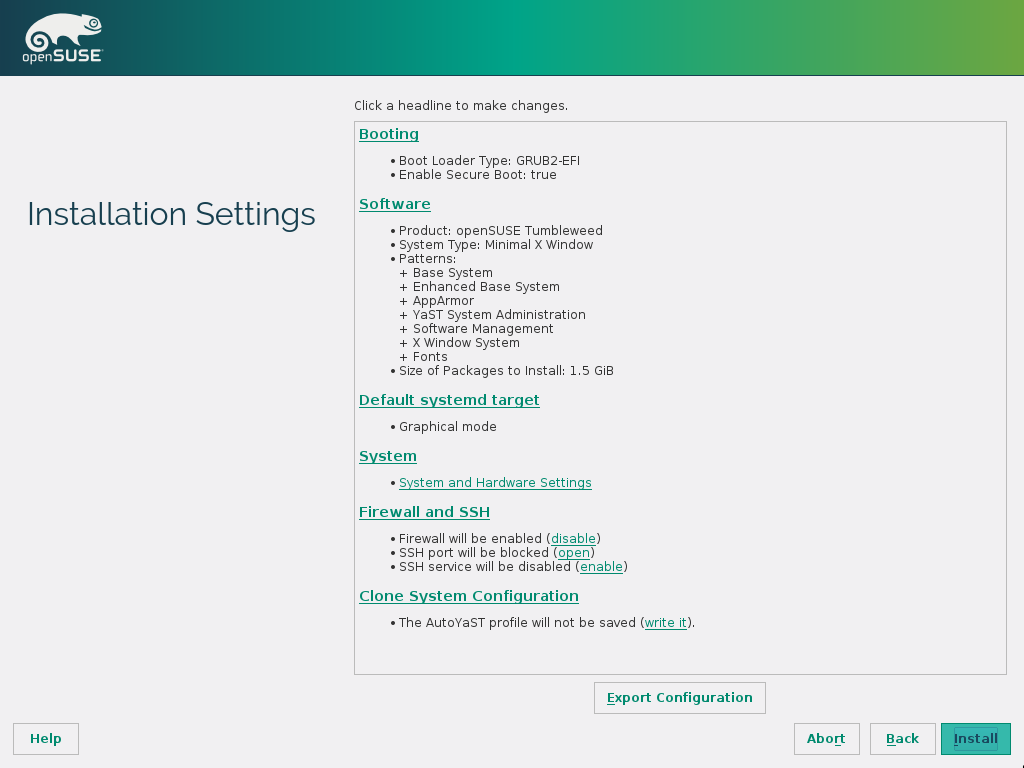 openSUSE
Click a headline to make changes.
Installation Settings
Booting
• Boot Loader Type: GRUB2-EFI
• Enable Secure Boot: true
Software
• Product: openSUSE Tumbleweed
• System Type: Minimal X Window
• Patterns:
+ Base System
+ Enhanced Base System
+ AppArmor
+ YaST System Administration
+ Software Management
+ X Window System
+ Fonts
• Size of Packages to Install: 1.5 GiB
Default systemd target
• Graphical mode
System
• System and Hardware Settings
Firewall and SSH
• Firewall will be enabled (disable)
• SSH port will be blocked (open)
• SSH service will be disabled (enable)
Clone System Configuration
• The AutoYaST profile will not be saved (write it).
Export Configuration
Help Abort Back Install